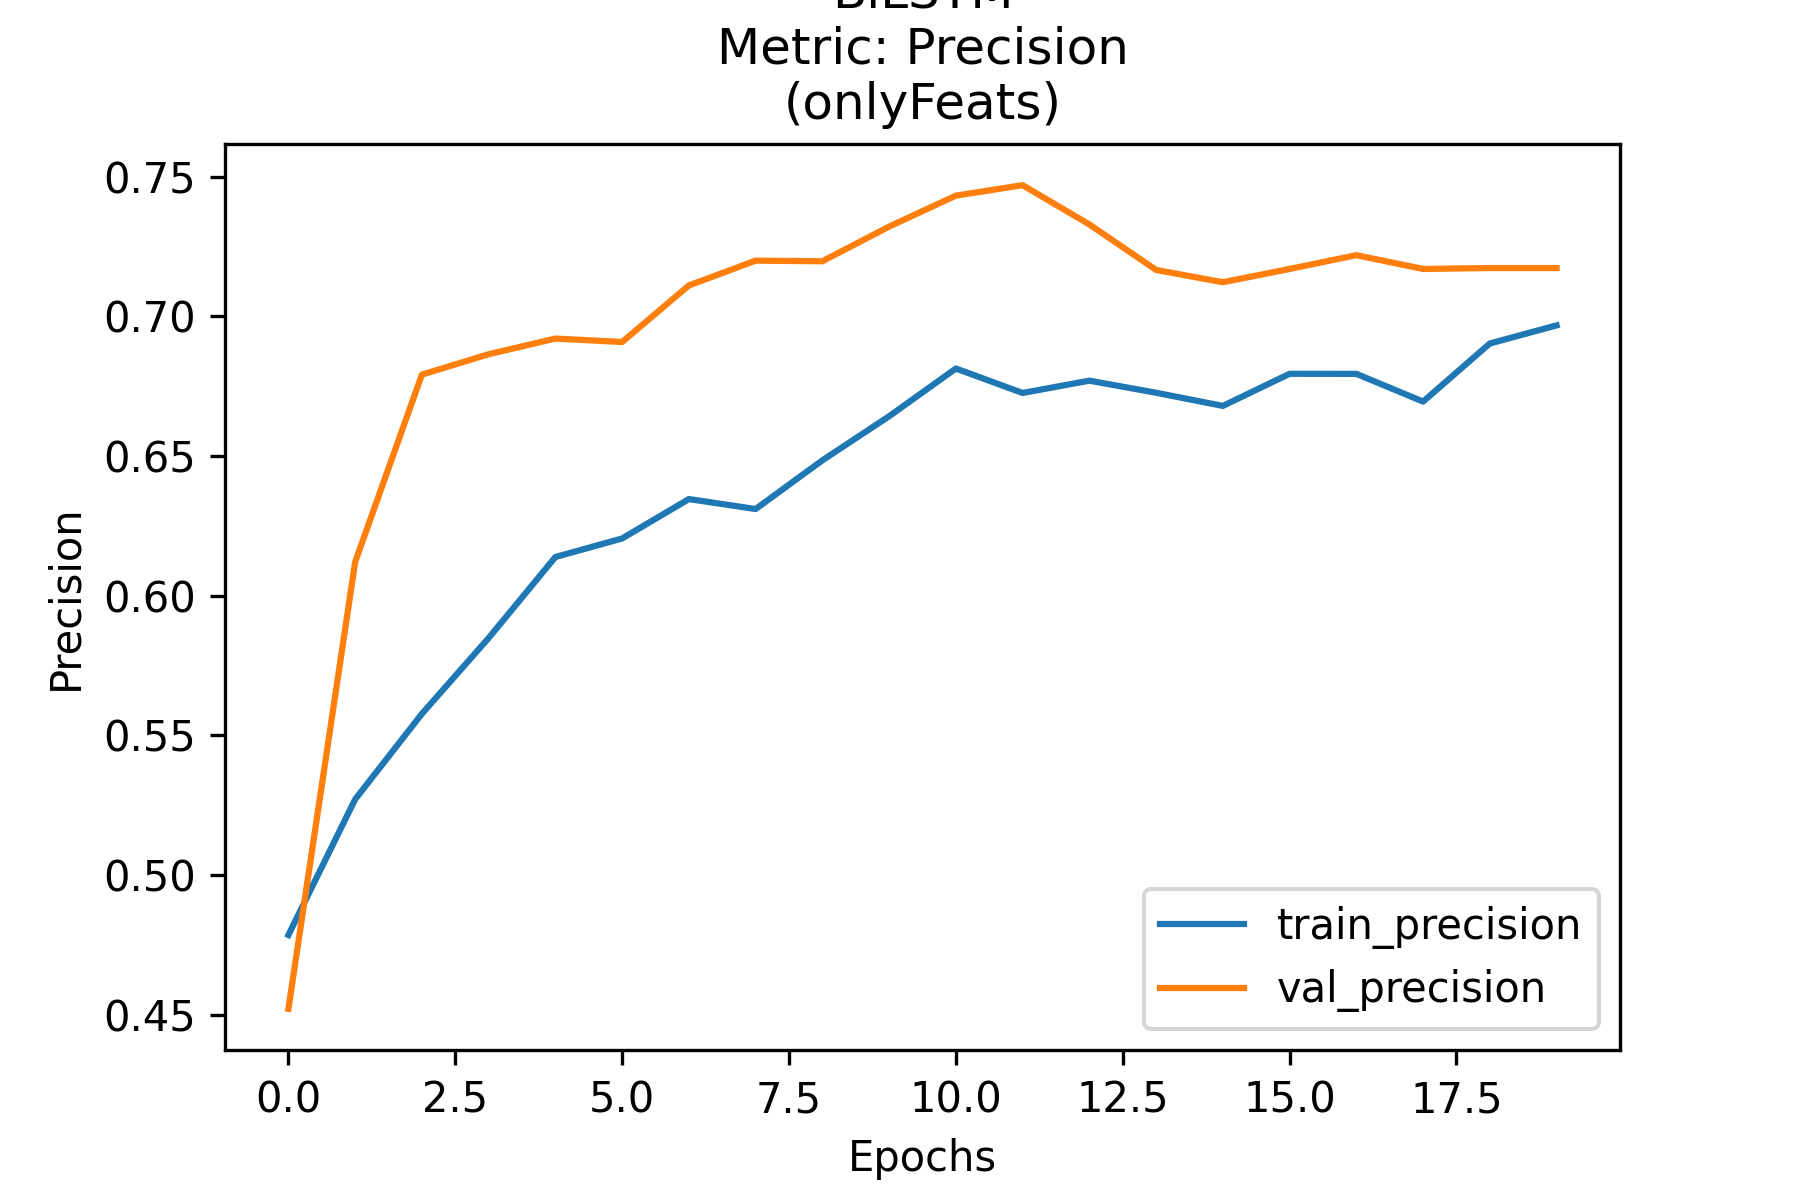 BiLSTM
Metric: Precision
(onlyFeats)
0.75
0.70
0.65
0.60
0.55
0.50
0.45
Precision
train_precision
val_precision
0.0 2.5 5.0 7.5 10.0 12.5 15.0 17.5
Epochs